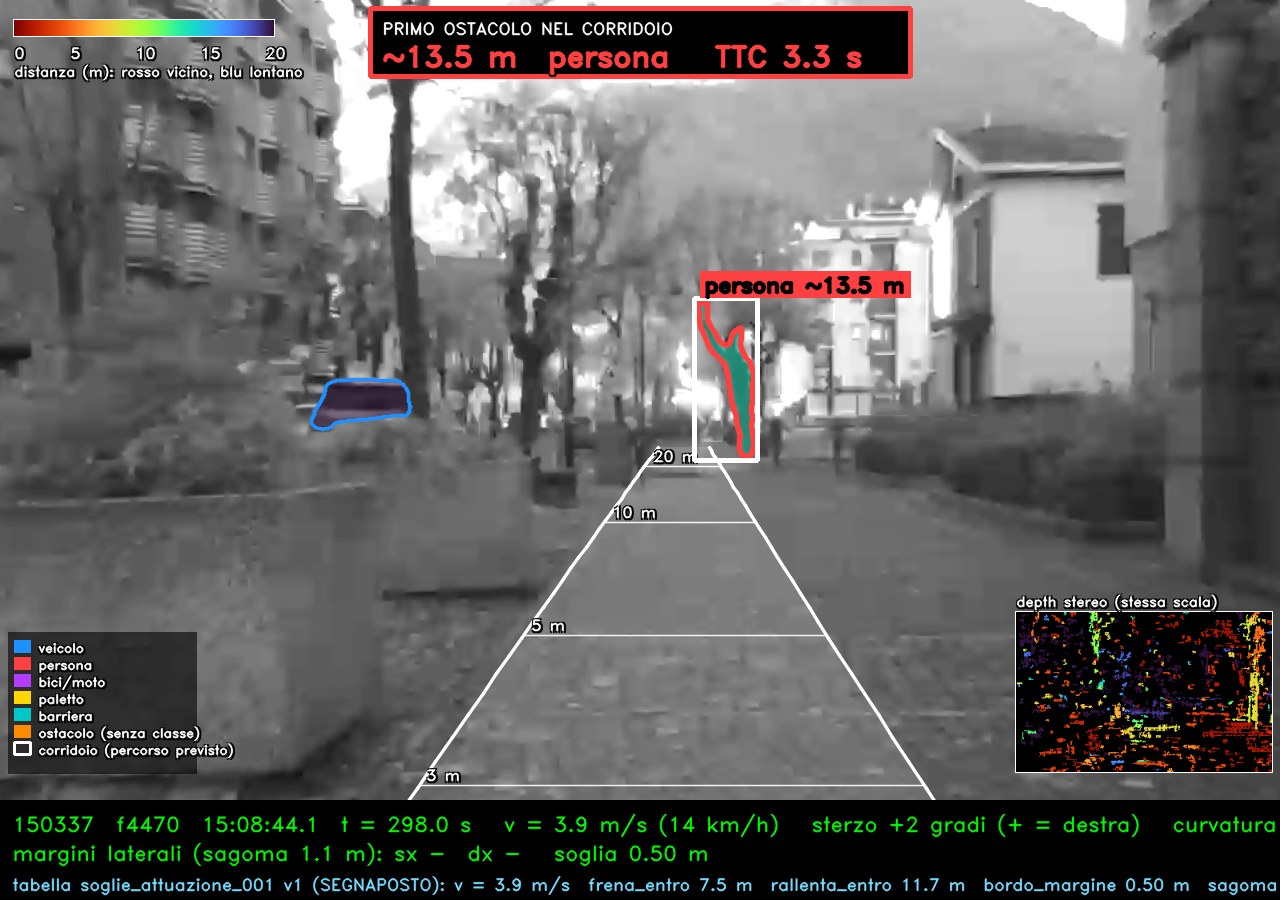 PRIMO OSTACOLO NEL CORRIDOIO
~13.5 m persona TTC 3.3 s
0 5 10 15 20
distanza (m): rosso vicino, blu lontano
persona ~13.5 m
20 m
10 m
5 m
3 m
depth stereo (stessa scala)
veicolo
persona
bici/moto
paletto
barriera
ostacolo (senza classe)
corridoio (percorso previsto)
150337 f4470 15:08:44.1 t = 298.0 s v = 3.9 m/s (14 km/h) sterzo +2 gradi (+ = destra) curvatura
margini laterali (sagoma 1.1 m): sx - dx - soglia 0.50 m
tabella soglie_attuazione_001 v1 (SEGNAPOSTO): v = 3.9 m/s frena_entro 7.5 m rallenta_entro 11.7 m bordo_margine 0.50 m sagoma